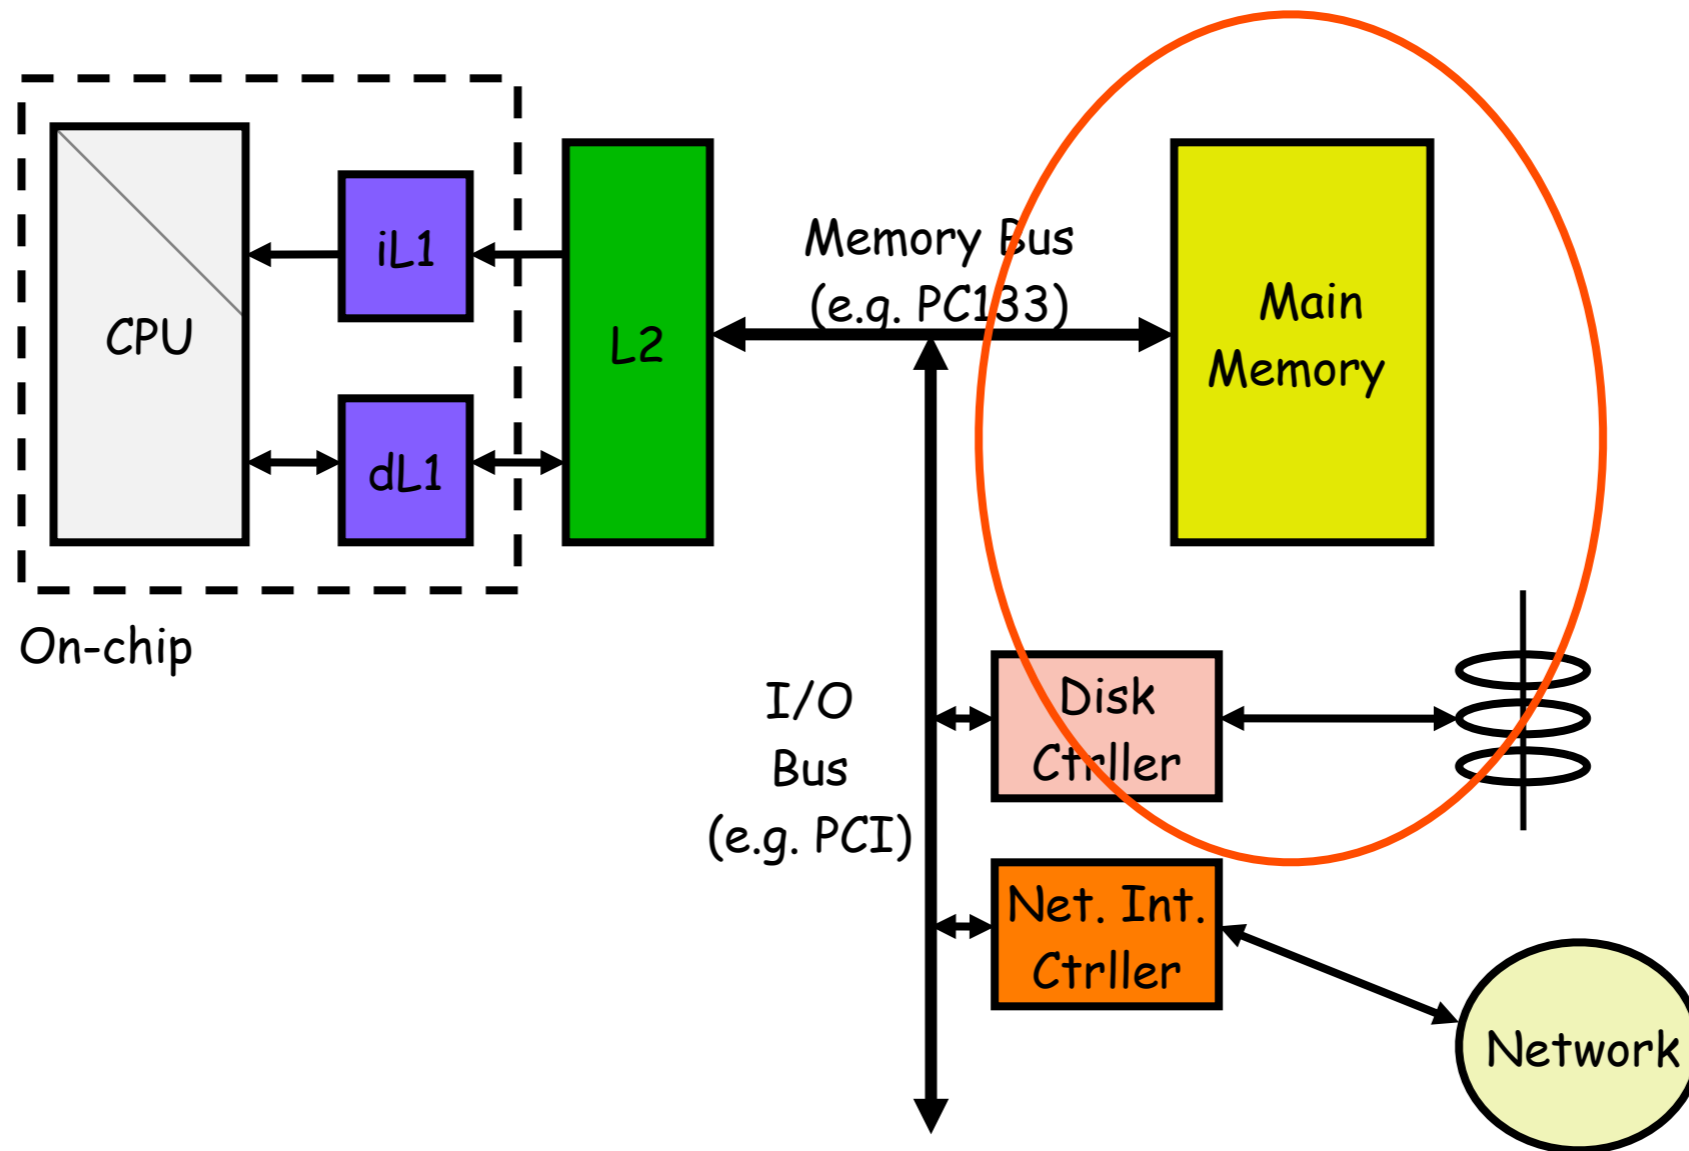 CPU
iL1
dL1
On-chip
L2
Memory Bus
(e.g. PC133)
Main
Memory
I/O
Bus
(e.g. PCI)
Disk
Ctrller
Net. Int.
Ctrller
Network